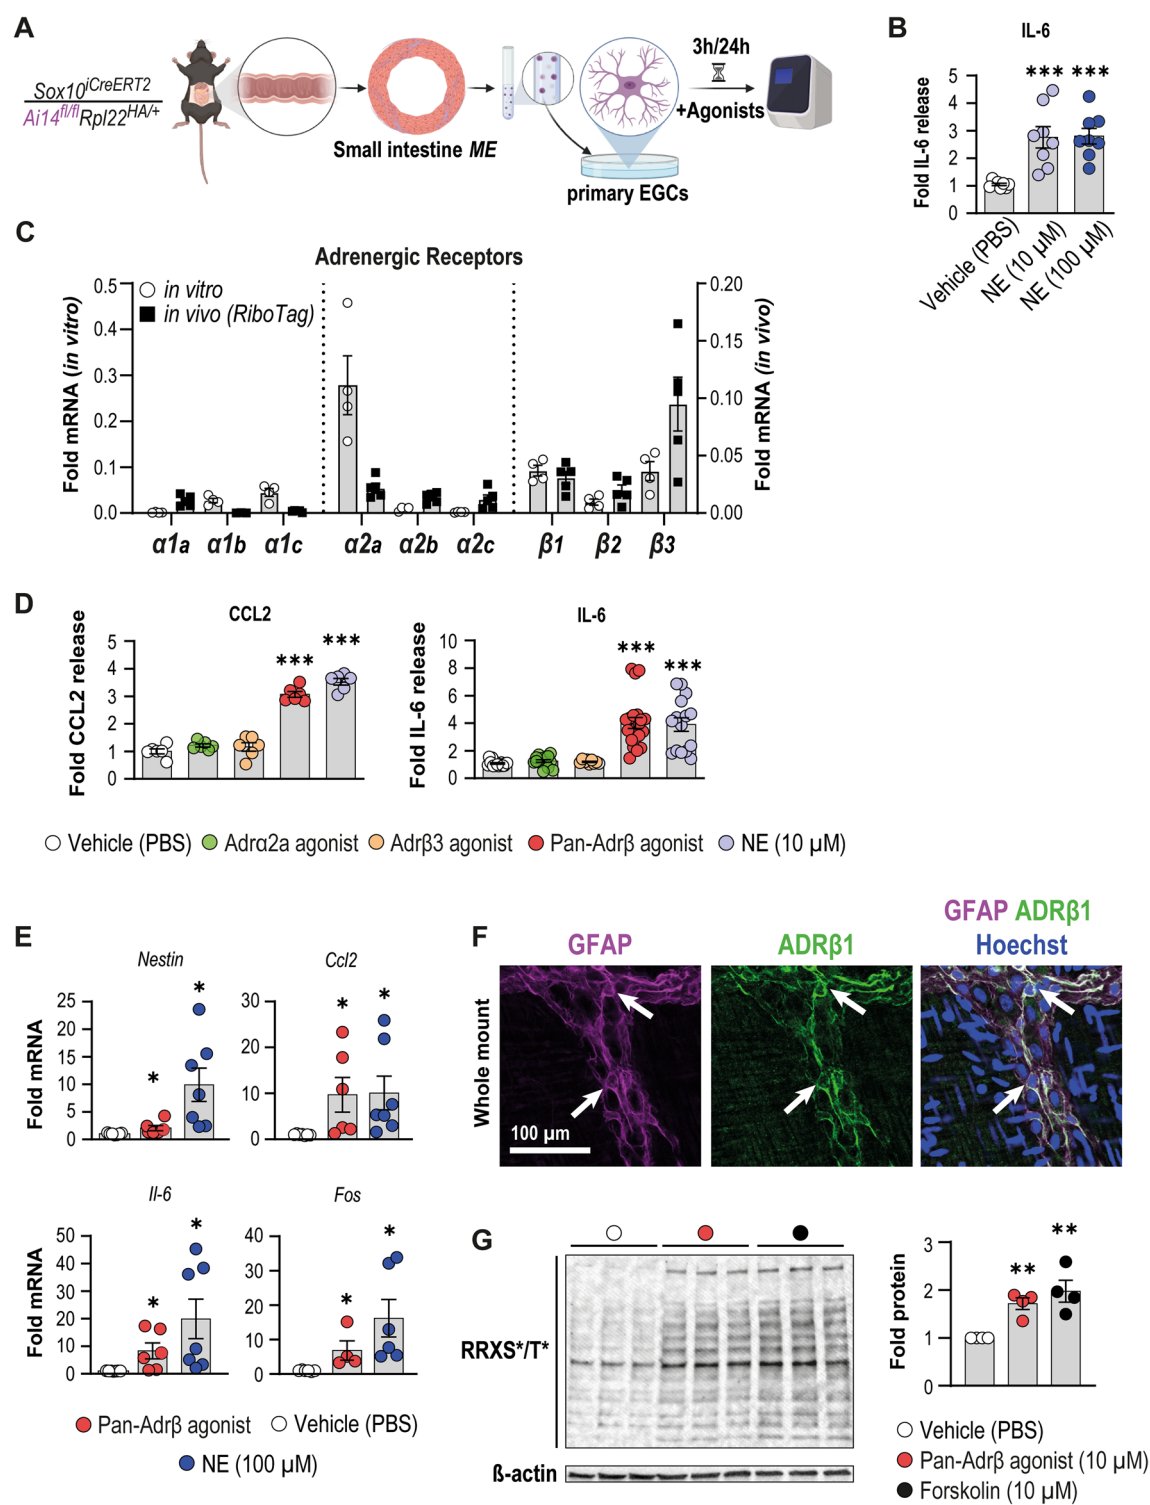 A
Sox10iCreERT2
Ai14fl/flRpl22HA/+
Small intestine ME
primary EGCs
3h/24h
+Agonists
B
IL-6
Fold IL-6 release
5
4
3
2
1
0
*** ***
Vehicle (PBS)
NE (10 µM)
NE (100 µM)
C
Adrenergic Receptors
in vitro
in vivo (RiboTag)
Fold mRNA (in vitro)
0.5
0.4
0.3
0.2
0.1
0.0
Fold mRNA (in vivo)
0.20
0.15
0.10
0.05
0.00
α1a α1b α1c α2a α2b α2c β1 β2 β3
D
CCL2
Fold CCL2 release
5
4
3
2
1
0
*** ***
IL-6
Fold IL-6 release
10
8
6
4
2
0
*** ***
Vehicle (PBS) Adrα2a agonist Adrβ3 agonist Pan-Adrβ agonist NE (10 µM)
E
Nestin
Fold mRNA
25
20
15
10
5
0
* *
Ccl2
30
20
10
0
* *
Il-6
Fold mRNA
50
40
30
20
10
0
* *
Fos
40
30
20
10
0
* *
Pan-Adrβ agonist Vehicle (PBS)
NE (100 µM)
F
GFAP
ADRβ1
GFAP ADRβ1
Hoechst
Whole mount
100 µm
G
RRXS*/T*
ß-actin
Fold protein
3
2
1
0
** **
Vehicle (PBS)
Pan-Adrβ agonist (10 µM)
Forskolin (10 µM)